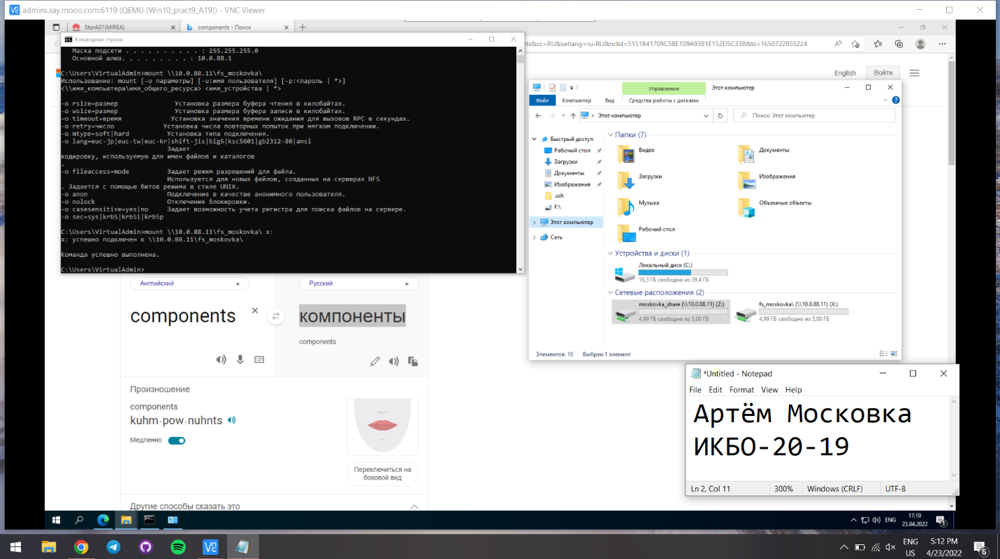 admins.say.mooo.com:6119 (QEMU (Win10_pract9_A19)) - VNC Viewer
StorA01(MIREA)
components - Поиск
nts&cc=RU&setlang=ru-RU&nclid=5151B41709C5BE109A93B1E152D5C33B&ts=1650722855224
English
Войти
Командная строка
Маска подсети . . . . . . . . . . : 255.255.255.0
Основной шлюз. . . . . . . . . : 10.0.88.1
C:\Users\VirtualAdmin>mount \\10.0.88.11\fs_moskovka\
Использование: mount [-o параметры] [-u:имя пользователя] [-p:<пароль | *>]
<\\имя_компьютера\имя_общего_ресурса> <имя_устройства | *>
-o rsize=размер Установка размера буфера чтения в килобайтах.
-o wsize=размер Установка размера буфера записи в килобайтах.
-o timeout=время Установка значения времени ожидания для вызовов RPC в секундах.
-o retry=число Установка числа повторных попыток при мягком подключении.
-o mtype=soft|hard Установка типа подключения.
-o lang=euc-jp|euc-tw|euc-kr|shift-jis|big5|ksc5601|gb2312-80|ansi
Задает
кодировку, используемую для имен файлов и каталогов
.
-o fileaccess=mode Задает режим разрешений для файла.
Используется для новых файлов, созданных на серверах NFS
. Задается с помощью битов режима в стиле UNIX.
-o anon Подключение в качестве анонимного пользователя.
-o nolock Отключение блокировки.
-o casesensitive=yes|no Задает возможность учета регистра для поиска файлов на сервере.
-o sec=sys|krb5|krb5i|krb5p
C:\Users\VirtualAdmin>mount \\10.0.88.11\fs_moskovka\ x:
x: успешно подключен к \\10.0.88.11\fs_moskovka\
Команда успешно выполнена.
C:\Users\VirtualAdmin>
Управление
Этот компьютер
Файл
Компьютер
Вид
Средства работы с дисками
Этот компьютер
Поиск: Этот компьютер
Быстрый доступ
Рабочий стол
Загрузки
Документы
Изображения
.ssh
F:\
Этот компьютер
Сеть
Папки (7)
Видео
Документы
Загрузки
Изображения
Музыка
Объемные объекты
Рабочий стол
Устройства и диски (1)
Локальный диск (C:)
16,3 ГБ свободно из 39,4 ГБ
Сетевые расположения (2)
moskovka_share (\\10.0.88.11) (Z:)
4,99 ГБ свободно из 5,00 ГБ
fs_moskovka\ (\\10.0.88.11) (X:)
4,99 ГБ свободно из 5,00 ГБ
Элементов: 10
Выбран 1 элемент
Английский
Русский
components
компоненты
components
Произношение
components
kuhm·pow·nuhnts
Медленно
Переключиться на
боковой вид
Другие способы сказать это
*Untitled - Notepad
File Edit Format View Help
Артём Московка
ИКБО-20-19
Ln 2, Col 11
300%
Windows (CRLF)
UTF-8
ENG
17:10
23.04.2022
1
ENG
US
5:12 PM
4/23/2022
6